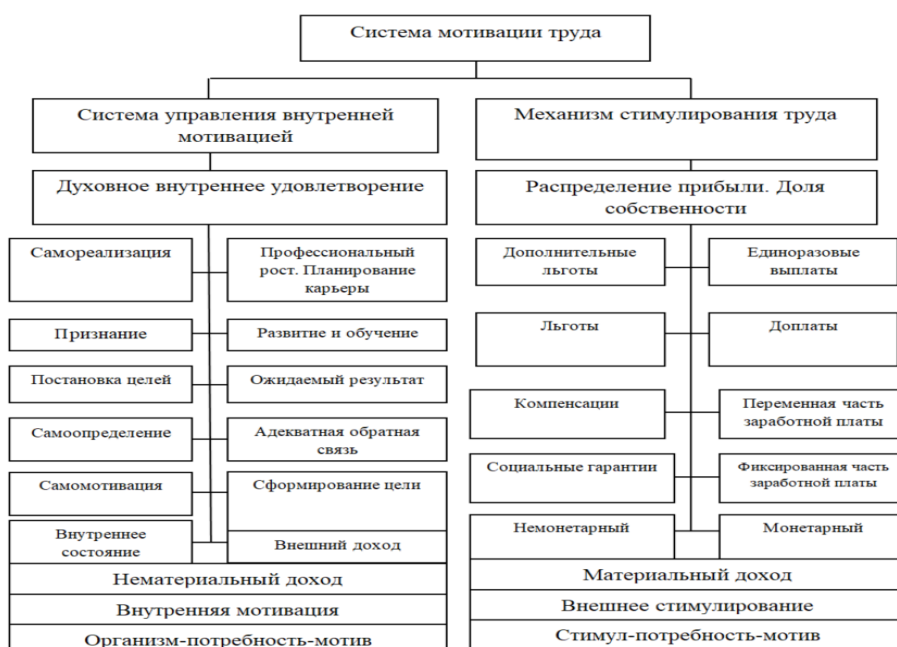 Система мотивации труда
Система управления внутренней
мотивацией
Механизм стимулирования труда
Духовное внутреннее удовлетворение
Распределение прибыли. Доля
собственности
Самореализация
Профессиональный
рост. Планирование
карьеры
Дополнительные
льготы
Единоразовые
выплаты
Признание
Развитие и обучение
Льготы
Доплаты
Постановка целей
Ожидаемый результат
Компенсации
Переменная часть
заработной платы
Самоопределение
Адекватная обратная
связь
Социальные гарантии
Фиксированная часть
заработной платы
Самомотивация
Сформирование цели
Внутреннее
состояние
Внешний доход
Немонетарный
Монетарный
Нематериальный доход
Материальный доход
Внутренняя мотивация
Внешнее стимулирование
Организм-потребность-мотив
Стимул-потребность-мотив